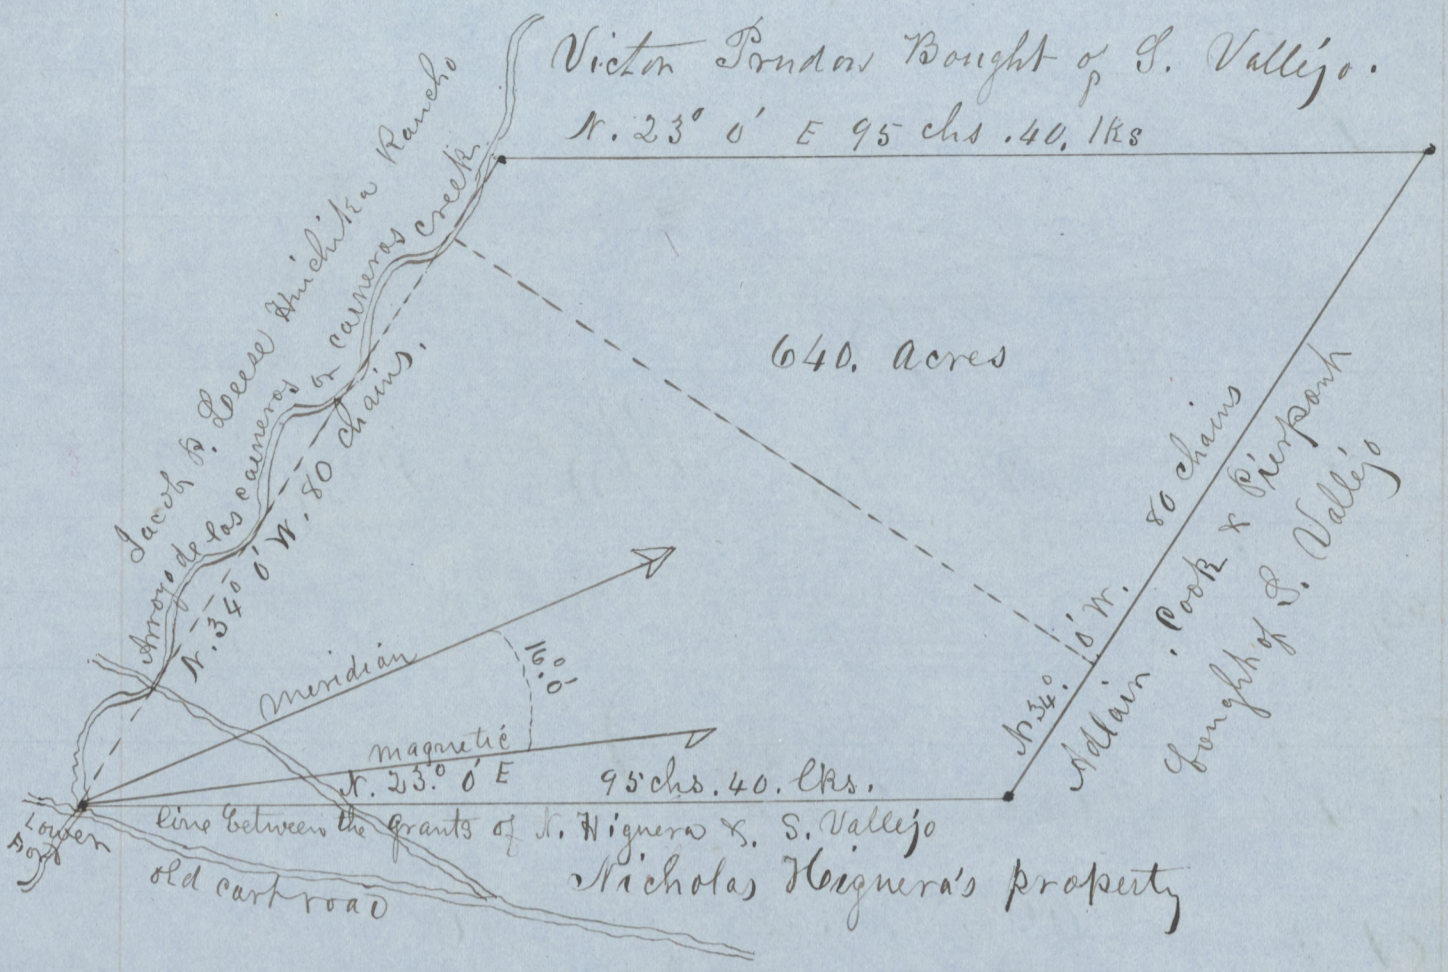 Victor Prudon Bought of S. Vallejo.
N. 23° 0' E 95 chs. 40. lks
Jacob P. Leese Huichika Rancho
Arroyo de los carneros or carneros creek.
N. 34° 0' W. 80 chains.
640. Acres
N. 34° 0' W. 80 chains
Adlain. Cook & Pierpont
bought of S. Vallejo
meridian
16° 0'
magnetic
N. 23.° 0' E 95 chs. 40. lks.
line between the grants of N. Higuera & S. Vallejo
Nicholas Higuera's property
Lower
old cart road